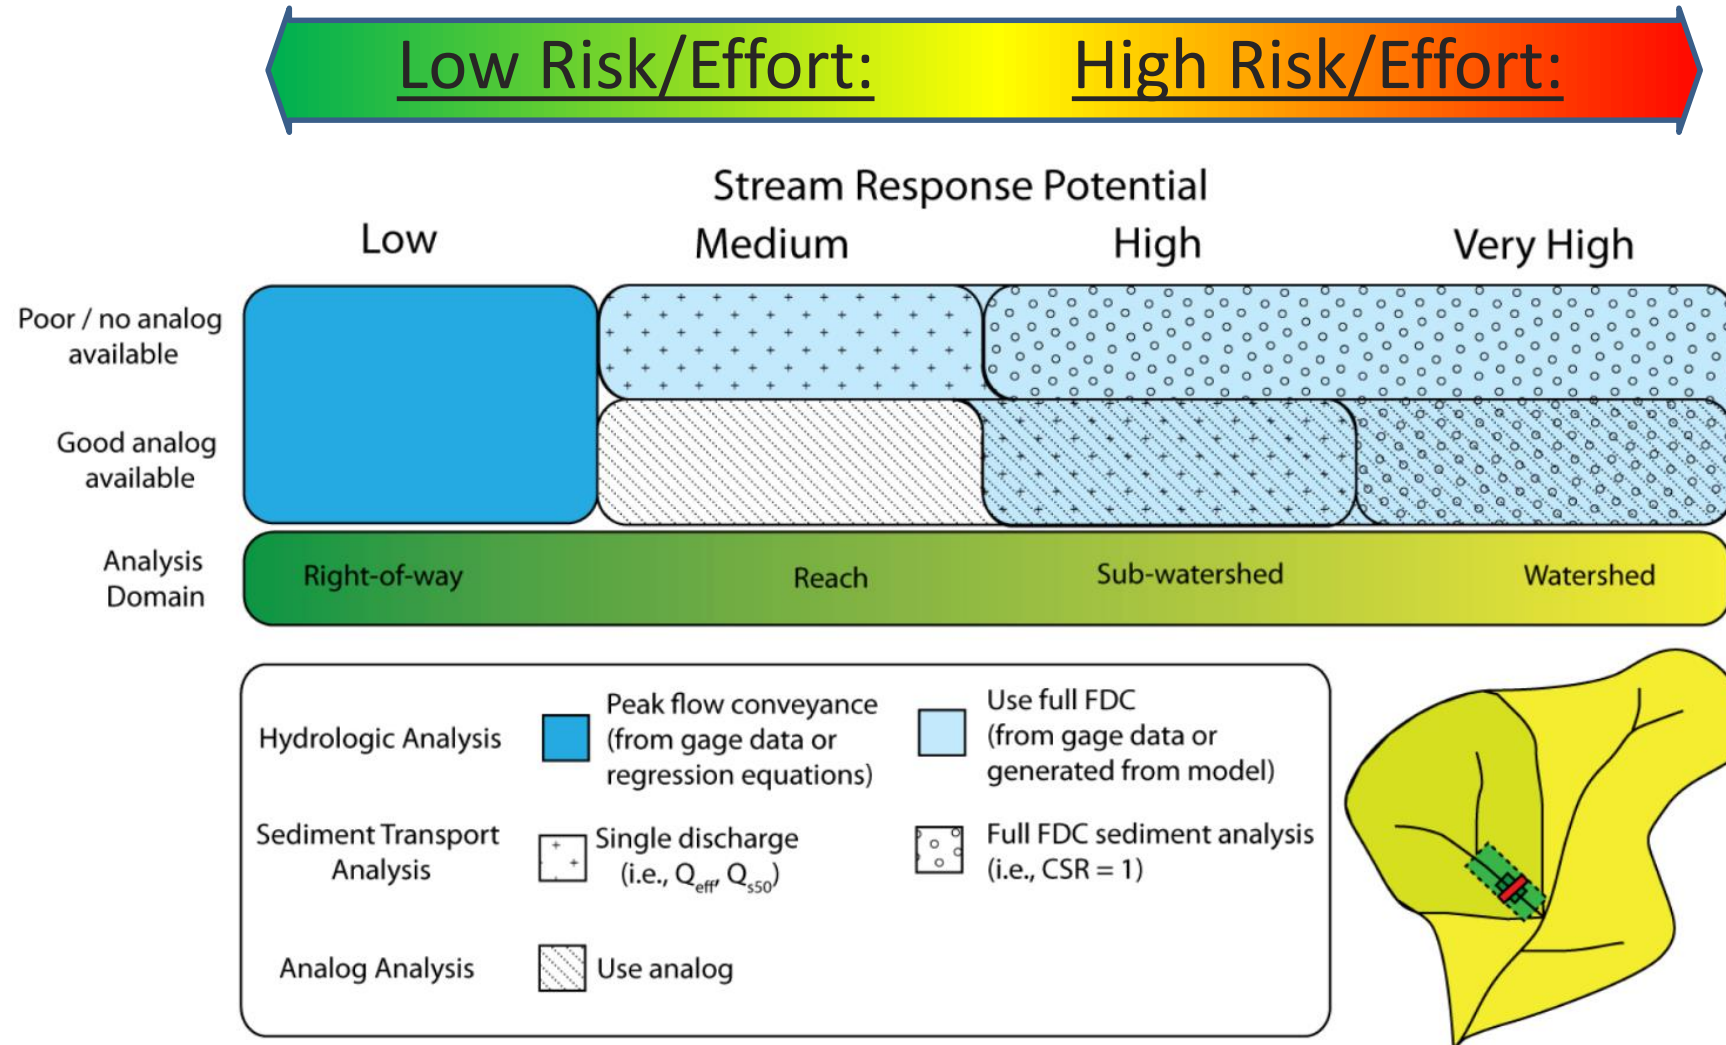 Low Risk/Effort: High Risk/Effort:
Stream Response Potential
Low Medium High Very High
Poor / no analog
available
Good analog
available
Analysis
Domain
Right-of-way Reach Sub-watershed Watershed
Hydrologic Analysis
Peak flow conveyance
(from gage data or
regression equations)
Use full FDC
(from gage data or
generated from model)
Sediment Transport
Analysis
Single discharge
(i.e., Qeff, Qs50)
Full FDC sediment analysis
(i.e., CSR = 1)
Analog Analysis
Use analog